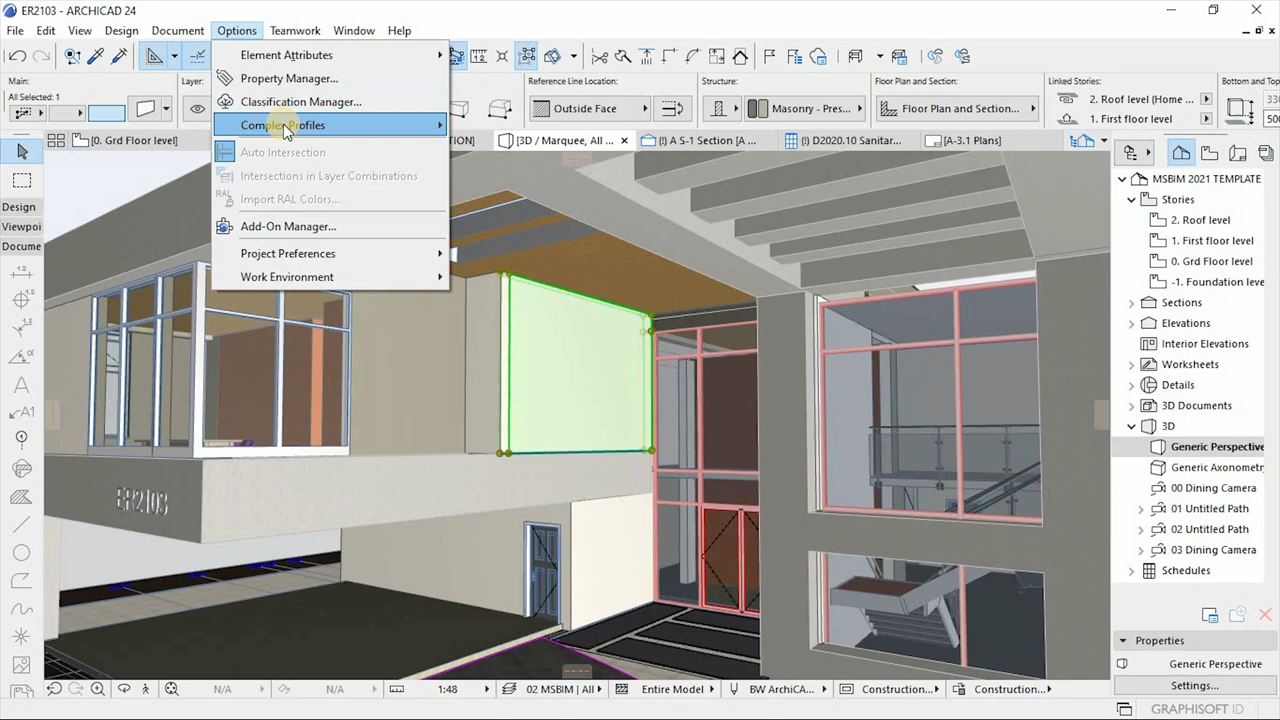 ER2103 - ARCHICAD 24
File Edit View Design Document Options Teamwork Window Help
Main:
All Selected: 1
Layer:
Reference Line Location:
Outside Face
Structure:
Masonry - Pres...
Floor Plan and Section:
Floor Plan and Section...
Linked Stories:
2. Roof level (Home ...
1. First floor level
Bottom and Top
Element Attributes
Property Manager...
Classification Manager...
Complex Profiles
Auto Intersection
Intersections in Layer Combinations
RAL Import RAL Colors...
Add-On Manager...
Project Preferences
Work Environment
[0. Grd Floor level]
[3D / Marquee, All ...
(!) A S-1 Section [A ...
(!) D2020.10 Sanitar...
[A-3.1 Plans]
Design
Viewpoi
Docume
A
A1
ER2103
MSBIM 2021 TEMPLATE
Stories
2. Roof level
1. First floor level
0. Grd Floor level
-1. Foundation leve
Sections
Elevations
Interior Elevations
Worksheets
Details
3D Documents
3D
Generic Perspective
Generic Axonometry
00 Dining Camera
01 Untitled Path
02 Untitled Path
03 Dining Camera
Schedules
Properties
Generic Perspective
Settings...
N/A
N/A
1:48
02 MSBIM | All
Entire Model
BW ArchiCA...
Construction...
Construction...
GRAPHISOFT ID